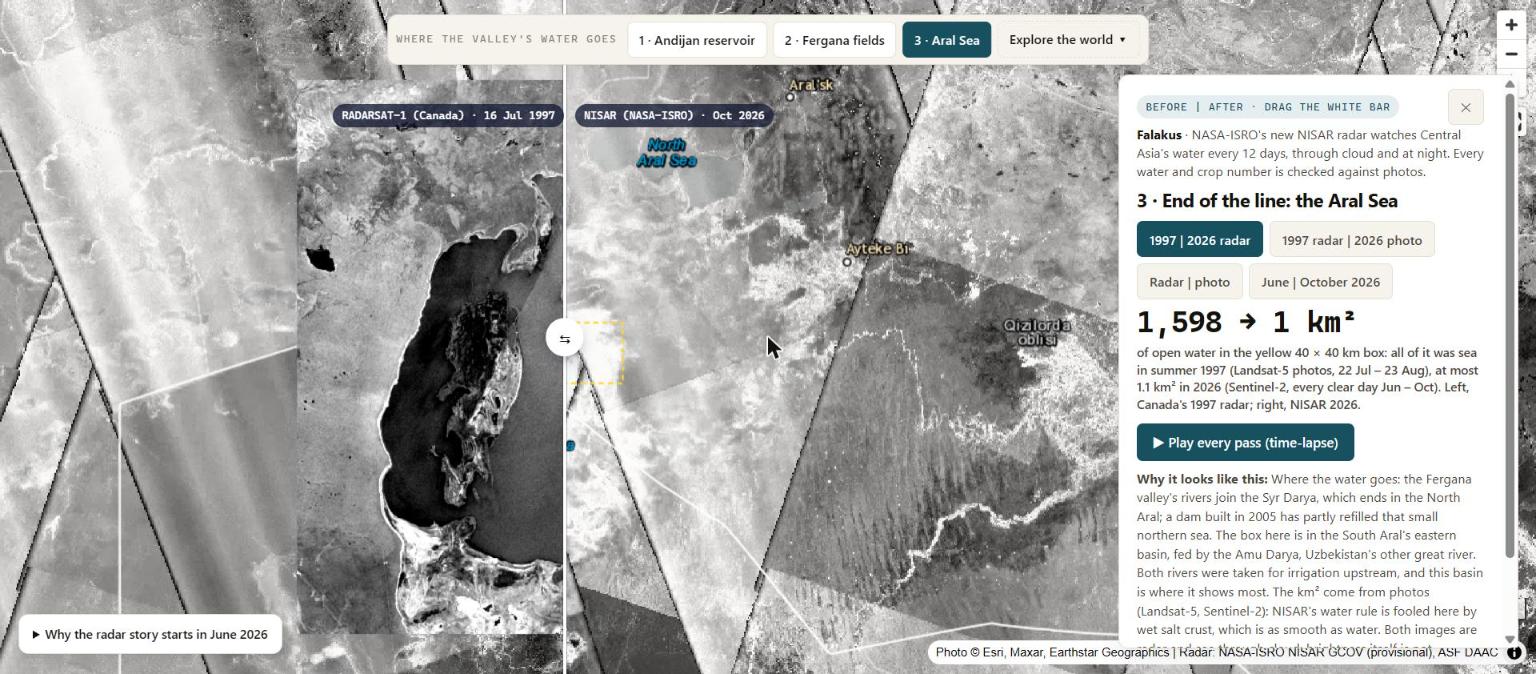 WHERE THE VALLEY'S WATER GOES
1 · Andijan reservoir
2 · Fergana fields
3 · Aral Sea
Explore the world ▾
RADARSAT-1 (Canada) · 16 Jul 1997
NISAR (NASA-ISRO) · Oct 2026
Aral'sk
North
Aral Sea
Ayteke Bi
Qizilorda
oblisi
BEFORE | AFTER · DRAG THE WHITE BAR
Falakus · NASA-ISRO's new NISAR radar watches Central
Asia's water every 12 days, through cloud and at night. Every
water and crop number is checked against photos.
3 · End of the line: the Aral Sea
1997 | 2026 radar
1997 radar | 2026 photo
Radar | photo
June | October 2026
1,598 → 1 km²
of open water in the yellow 40 × 40 km box: all of it was sea
in summer 1997 (Landsat-5 photos, 22 Jul – 23 Aug), at most
1.1 km² in 2026 (Sentinel-2, every clear day Jun – Oct). Left,
Canada's 1997 radar; right, NISAR 2026.
▶ Play every pass (time-lapse)
Why it looks like this: Where the water goes: the Fergana
valley's rivers join the Syr Darya, which ends in the North
Aral; a dam built in 2005 has partly refilled that small
northern sea. The box here is in the South Aral's eastern
basin, fed by the Amu Darya, Uzbekistan's other great river.
Both rivers were taken for irrigation upstream, and this basin
is where it shows most. The km² come from photos
(Landsat-5, Sentinel-2): NISAR's water rule is fooled here by
wet salt crust, which is as smooth as water. Both images are
▶ Why the radar story starts in June 2026
Photo © Esri, Maxar, Earthstar Geographics | Radar: NASA-ISRO NISAR GCOV (provisional), ASF DAAC